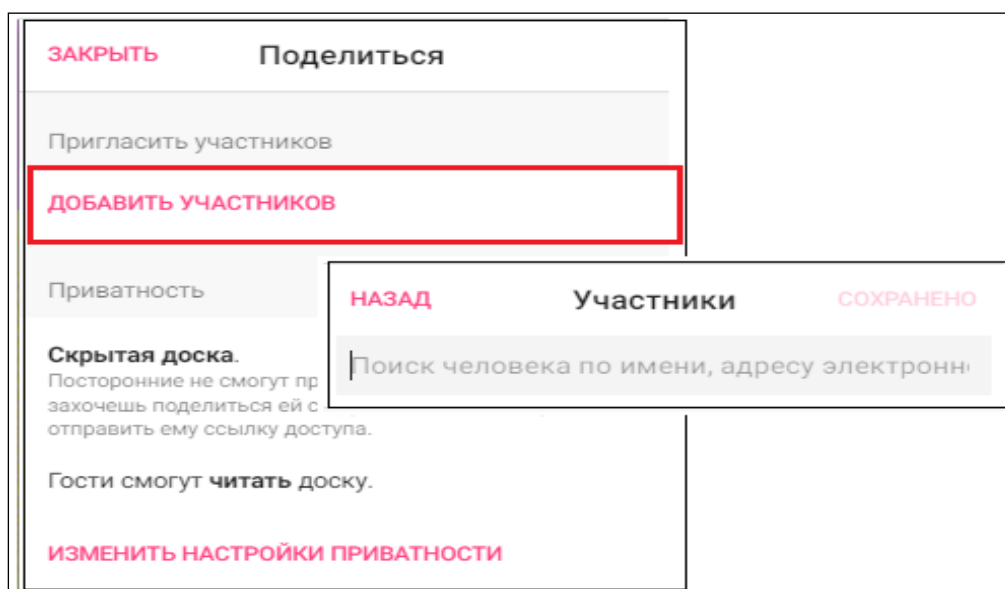 ЗАКРЫТЬ Поделиться
Пригласить участников
ДОБАВИТЬ УЧАСТНИКОВ
Приватность
НАЗАД Участники СОХРАНЕНО
Поиск человека по имени, адресу электронн
Скрытая доска.
Посторонние не смогут пр
захочешь поделиться ей с
отправить ему ссылку доступа.
Гости смогут читать доску.
ИЗМЕНИТЬ НАСТРОЙКИ ПРИВАТНОСТИ